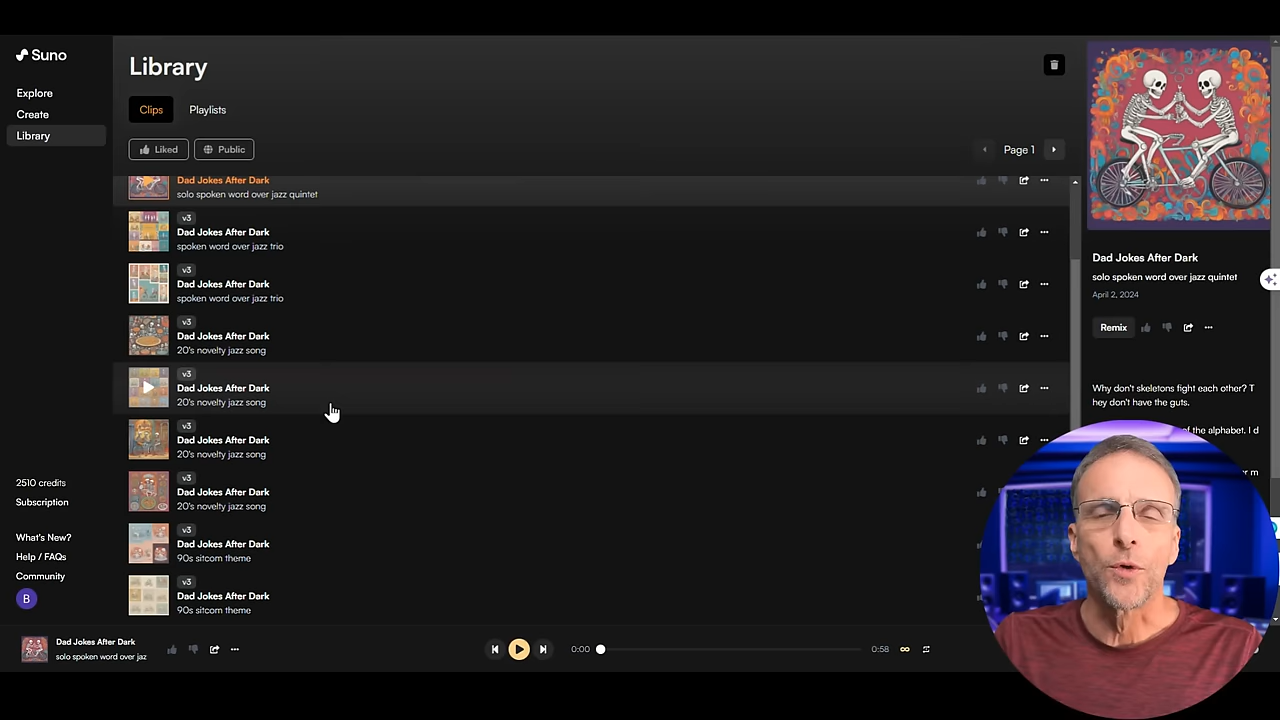 Suno
Explore
Create
Library
2510 credits
Subscription
What's New?
Help / FAQs
Community
B
Library
Clips
Playlists
Liked
Public
Page 1
Dad Jokes After Dark
solo spoken word over jazz quintet
v3
Dad Jokes After Dark
spoken word over jazz trio
v3
Dad Jokes After Dark
spoken word over jazz trio
v3
Dad Jokes After Dark
20's novelty jazz song
v3
Dad Jokes After Dark
20's novelty jazz song
v3
Dad Jokes After Dark
20's novelty jazz song
v3
Dad Jokes After Dark
20's novelty jazz song
v3
Dad Jokes After Dark
90s sitcom theme
v3
Dad Jokes After Dark
90s sitcom theme
Dad Jokes After Dark
solo spoken word over jazz quintet
April 2, 2024
Remix
Why don't skeletons fight each other? T
hey don't have the guts.
of the alphabet. I d
Dad Jokes After Dark
solo spoken word over jaz
0:00
0:58